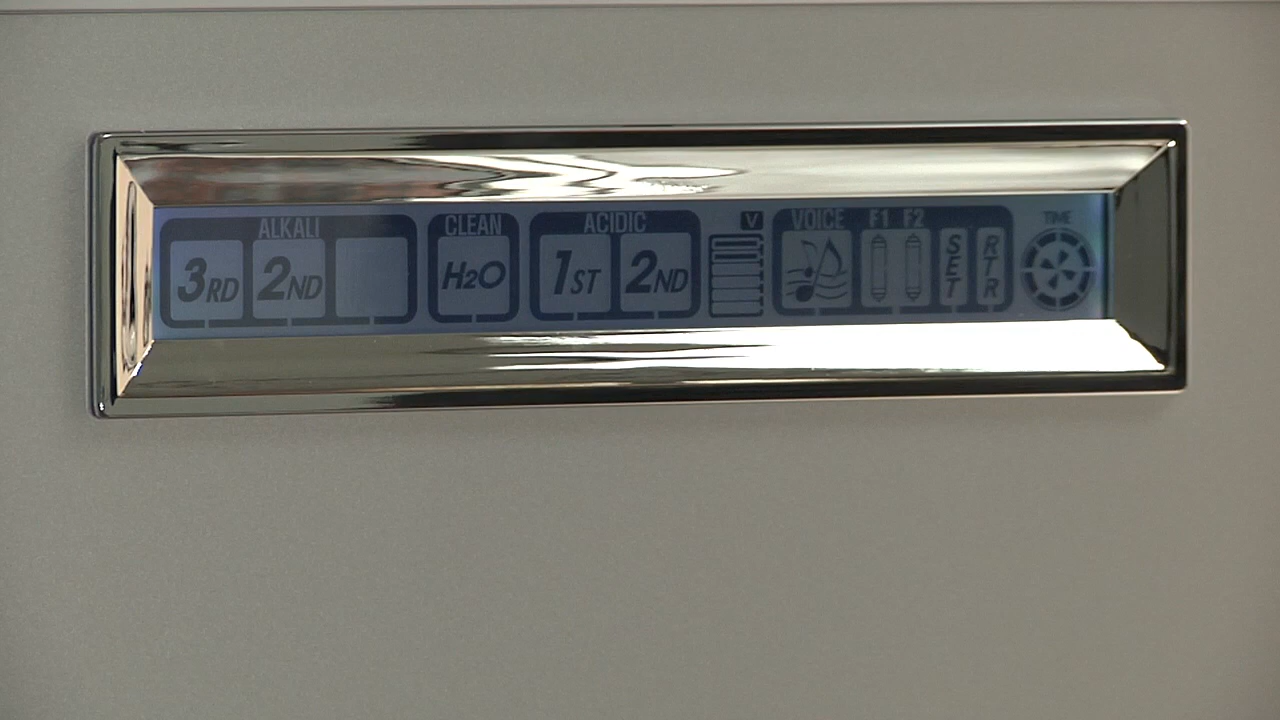 ALKALI CLEAN ACIDIC V VOICE F1 F2 TIME
3RD 2ND H2O 1ST 2ND SET RTR